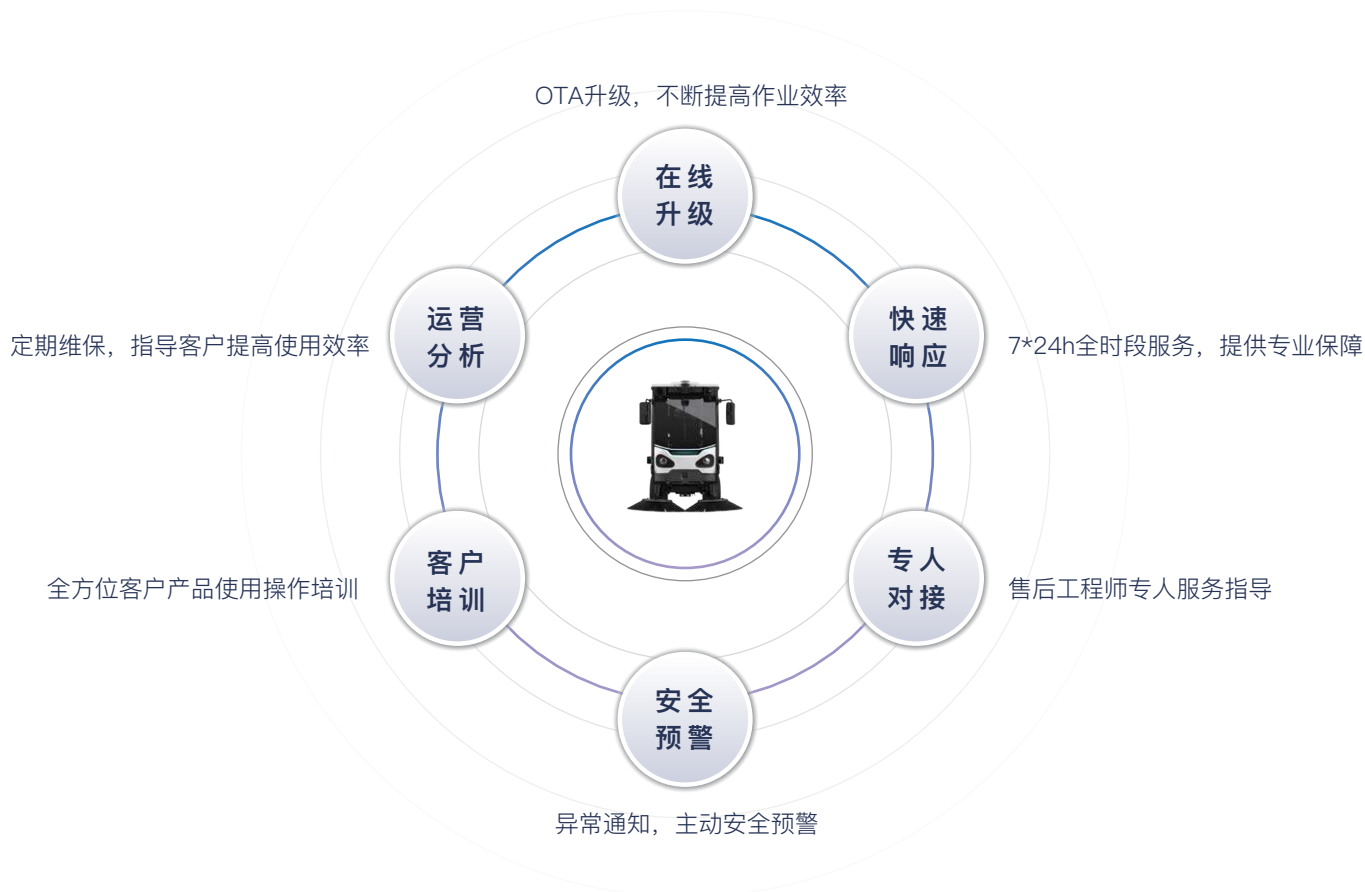 OTA升级，不断提高作业效率
在线
升级
运营
分析
定期维保，指导客户提高使用效率
快速
响应
7*24h全时段服务，提供专业保障
客户
培训
全方位客户产品使用操作培训
专人
对接
售后工程师专人服务指导
安全
预警
异常通知，主动安全预警